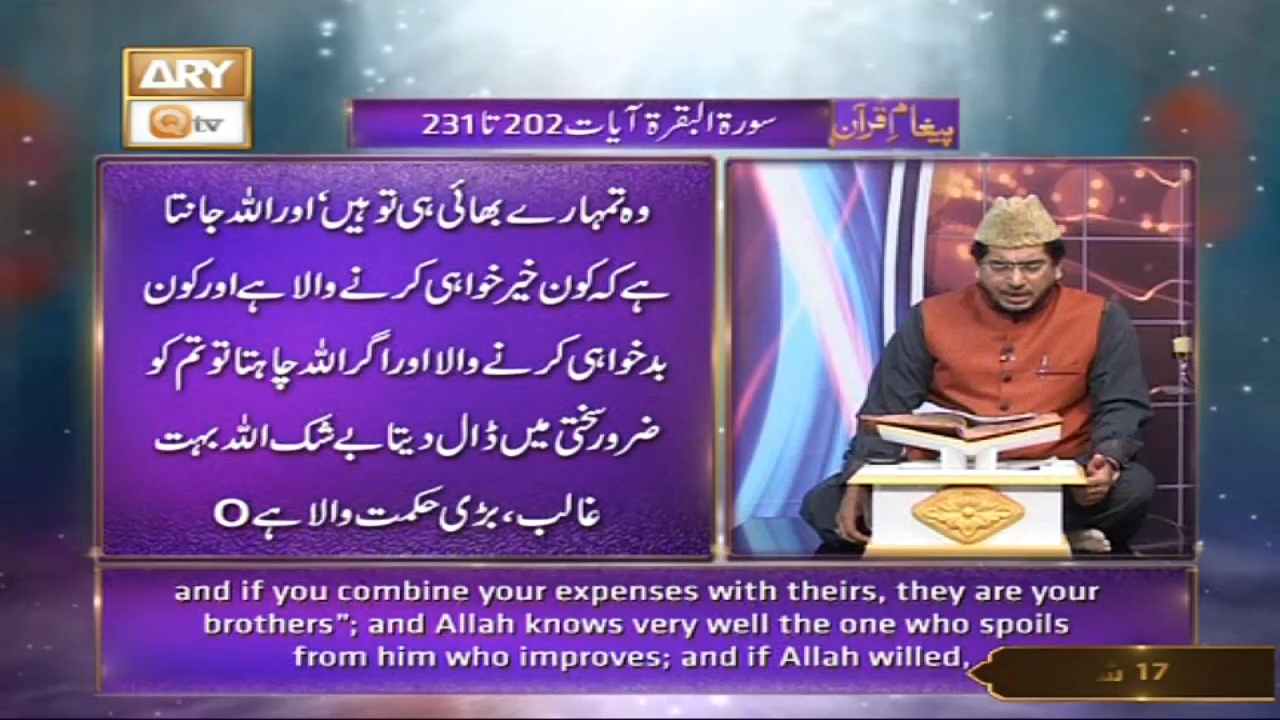 ARY
Qtv
پیغامِ قرآن
سورۃ البقرۃ آیات 202 تا 231
وہ تمہارے بھائی ہی تو ہیں، اور اللہ جانتا
ہے کہ کون خیر خواہی کرنے والا ہے اور کون
بدخواہی کرنے والا اور اگر اللہ چاہتا تو تم کو
ضرور سختی میں ڈال دیتا بے شک اللہ بہت
غالب، بڑی حکمت والا ہے O
and if you combine your expenses with theirs, they are your
brothers”; and Allah knows very well the one who spoils
from him who improves; and if Allah willed,
17